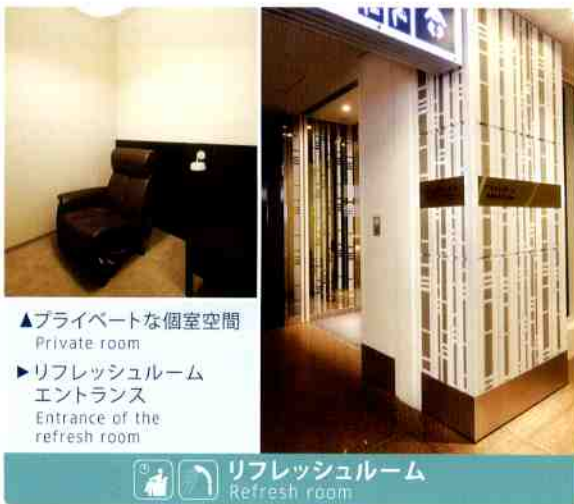 ▲プライベートな個室空間
Private room
▶リフレッシュルーム
エントランス
Entrance of the
refresh room
リフレッシュルーム
Refresh room